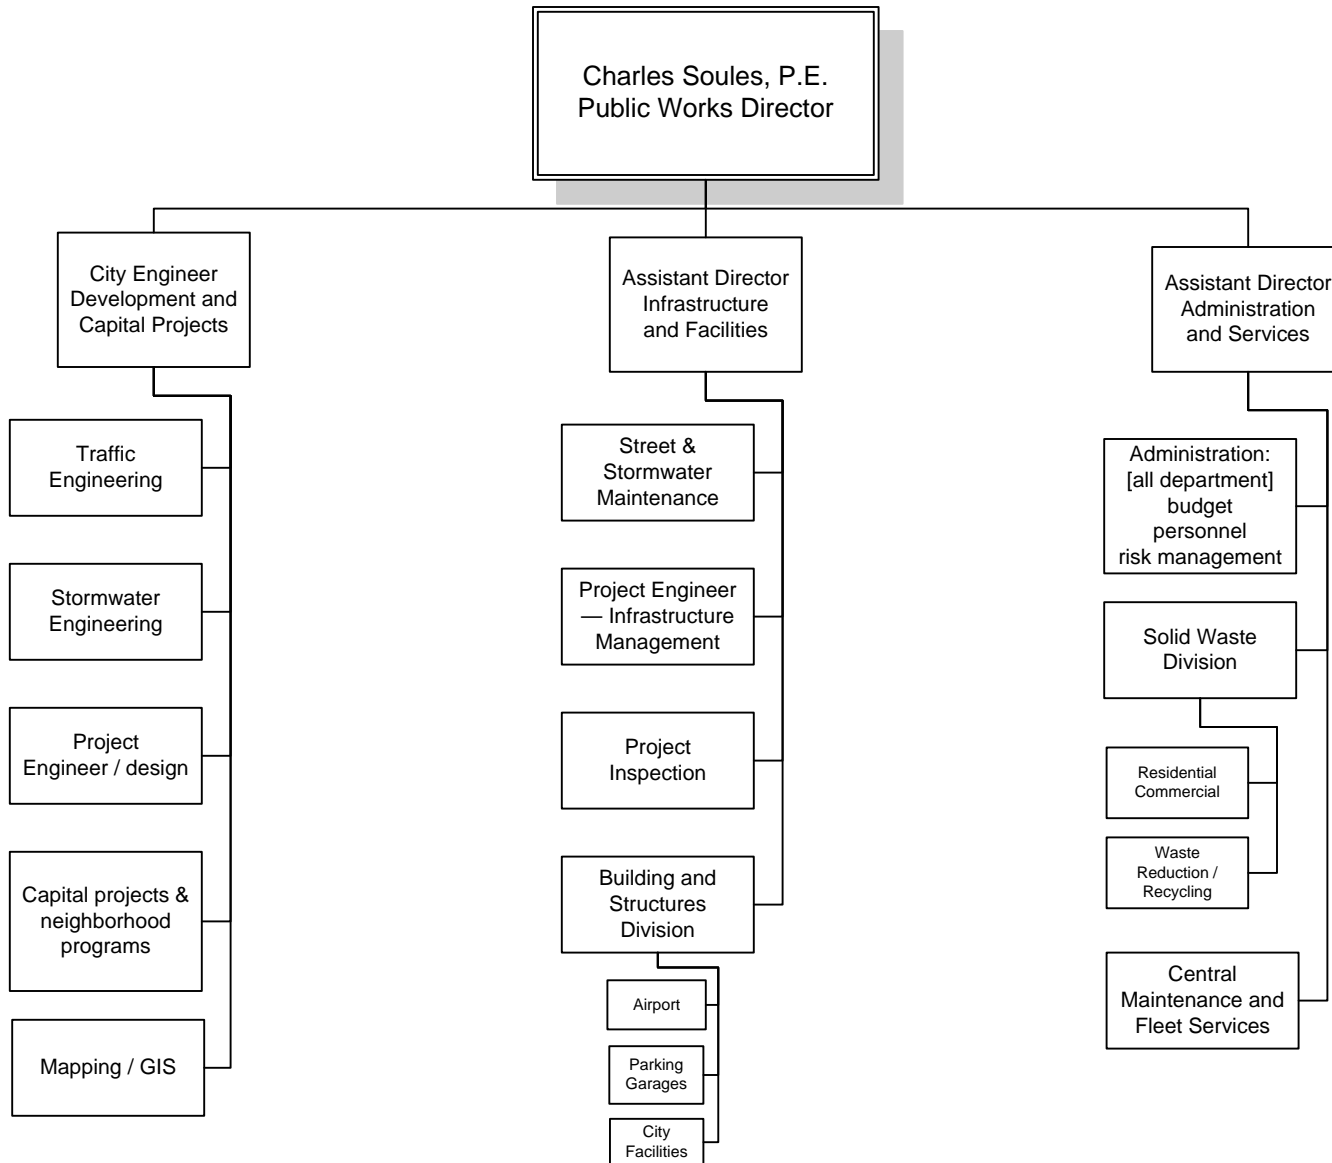 Charles Soules, P.E.
Public Works Director
City Engineer
Development and
Capital Projects
Traffic
Engineering
Stormwater
Engineering
Project
Engineer / design
Capital projects &
neighborhood
programs
Mapping / GIS
Assistant Director
Infrastructure
and Facilities
Street &
Stormwater
Maintenance
Project Engineer
— Infrastructure
Management
Project
Inspection
Building and
Structures
Division
Airport
Parking
Garages
City
Facilities
Assistant Director
Administration
and Services
Administration:
[all department]
budget
personnel
risk management
Solid Waste
Division
Residential
Commercial
Waste
Reduction /
Recycling
Central
Maintenance and
Fleet Services